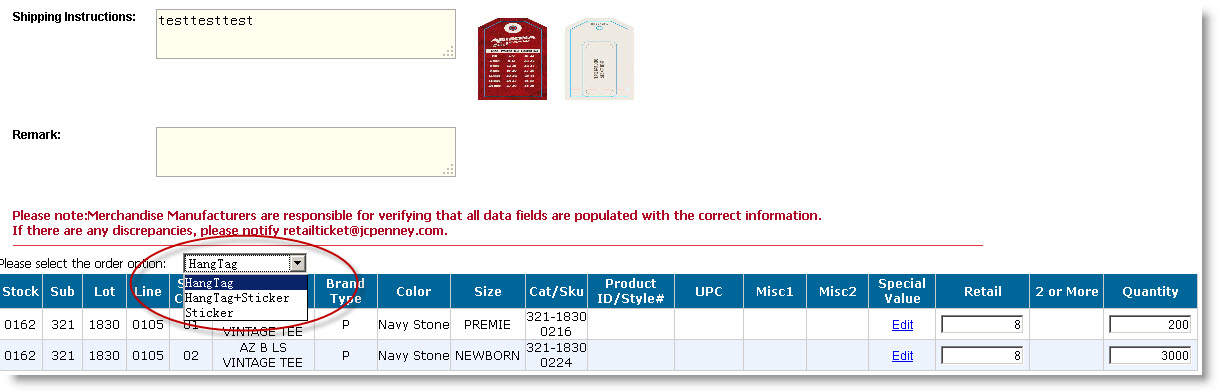 Shipping Instructions:
testtesttest
ARIZONA
Remark:
Please note:Merchandise Manufacturers are responsible for verifying that all data fields are populated with the correct information.
If there are any discrepancies, please notify retailticket@jcpenney.com.
Please select the order option: HangTag
HangTag
HangTag+Sticker
Sticker
Stock Sub Lot Line Brand Type Color Size Cat/Sku Product ID/Style# UPC Misc1 Misc2 Special Value Retail 2 or More Quantity
0162 321 1830 0105 01 VINTAGE TEE P Navy Stone PREMIE 321-1830 0216 Edit 8 200
0162 321 1830 0105 02 AZ B LS VINTAGE TEE P Navy Stone NEWBORN 321-1830 0224 Edit 8 3000